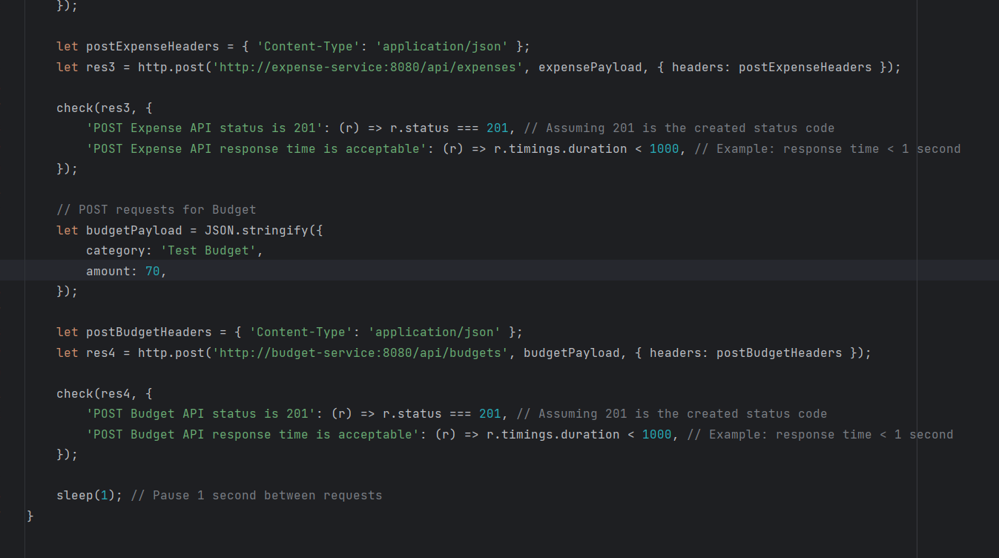 });
let postExpenseHeaders = { 'Content-Type': 'application/json' };
let res3 = http.post('http://expense-service:8080/api/expenses', expensePayload, { headers: postExpenseHeaders });
check(res3, {
'POST Expense API status is 201': (r) => r.status === 201, // Assuming 201 is the created status code
'POST Expense API response time is acceptable': (r) => r.timings.duration < 1000, // Example: response time < 1 second
});
// POST requests for Budget
let budgetPayload = JSON.stringify({
category: 'Test Budget',
amount: 70,
});
let postBudgetHeaders = { 'Content-Type': 'application/json' };
let res4 = http.post('http://budget-service:8080/api/budgets', budgetPayload, { headers: postBudgetHeaders });
check(res4, {
'POST Budget API status is 201': (r) => r.status === 201, // Assuming 201 is the created status code
'POST Budget API response time is acceptable': (r) => r.timings.duration < 1000, // Example: response time < 1 second
});
sleep(1); // Pause 1 second between requests
}